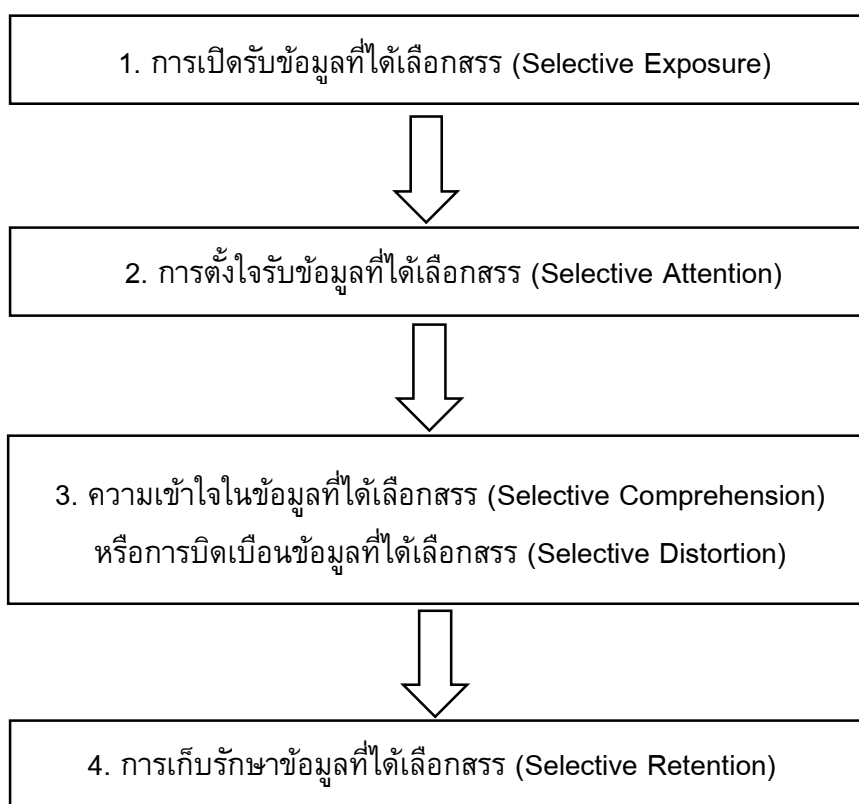 1. การเปิดรับข้อมูลที่ได้เลือกสรร (Selective Exposure)
2. การตั้งใจรับข้อมูลที่ได้เลือกสรร (Selective Attention)
3. ความเข้าใจในข้อมูลที่ได้เลือกสรร (Selective Comprehension)
หรือการบิดเบือนข้อมูลที่ได้เลือกสรร (Selective Distortion)
4. การเก็บรักษาข้อมูลที่ได้เลือกสรร (Selective Retention)